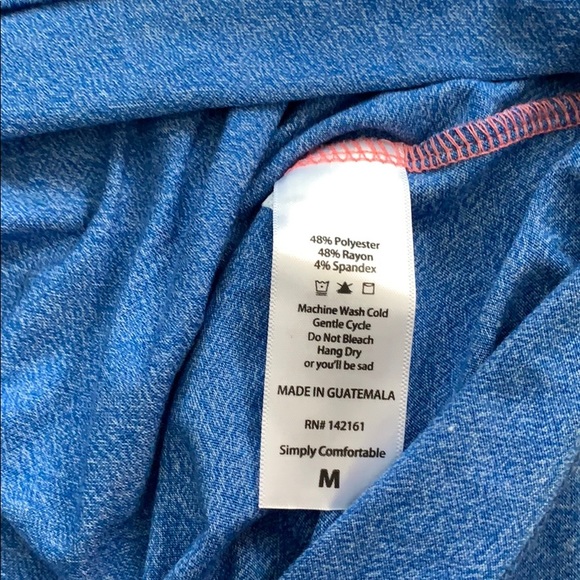 48% Polyester
48% Rayon
4% Spandex
Machine Wash Cold
Gentle Cycle
Do Not Bleach
Hang Dry
or you'll be sad
MADE IN GUATEMALA
RN# 142161
Simply Comfortable
M